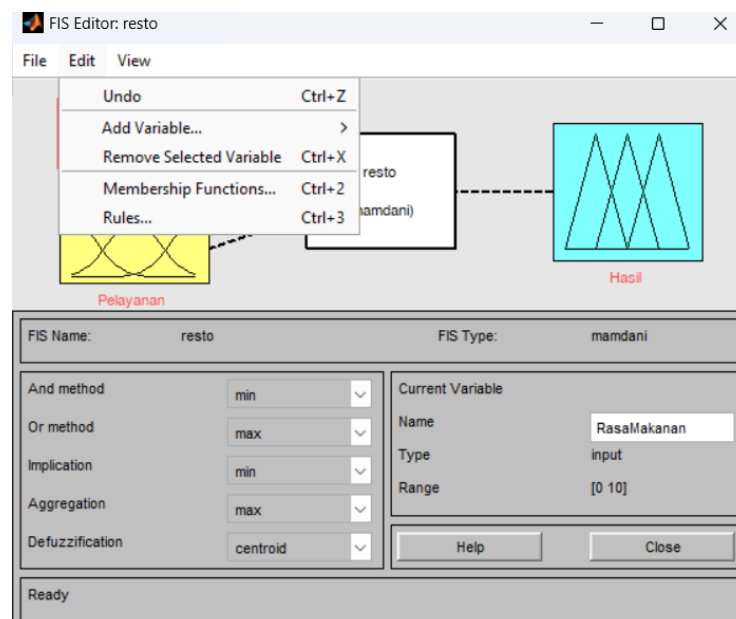 FIS Editor: resto
File Edit View
Undo Ctrl+Z
Add Variable... >
Remove Selected Variable Ctrl+X
Membership Functions... Ctrl+2
Rules... Ctrl+3
resto
Pelayanan
Hasil
FIS Name: resto FIS Type: mamdani
And method min
Or method max
Implication min
Aggregation max
Defuzzification centroid
Current Variable
Name RasaMakanan
Type input
Range [0 10]
Help Close
Ready